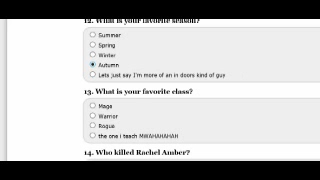 12. What is your favorite season?
Summer
Spring
Winter
Autumn
Lets just say I'm more of an in doors kind of guy
13. What is your favorite class?
Mage
Warrior
Rogue
the one i teach MWAHAHAHAH
14. Who killed Rachel Amber?